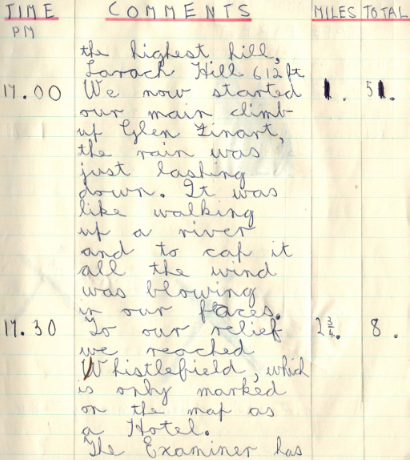 TIME COMMENTS MILES TOTAL
PM
the highest hill,
Larach Hill 612 ft
17.00 We now started 1. 51.
our main climb
up Glen Finart,
the rain was
just lashing
down. It was
like walking
up a river
and to cap it
all the wind
was blowing
in our faces.
17.30 To our relief 2¾. 8.
we reached
Whistlefield, which
is only marked
on the map as
a Hotel.
The Examiner has